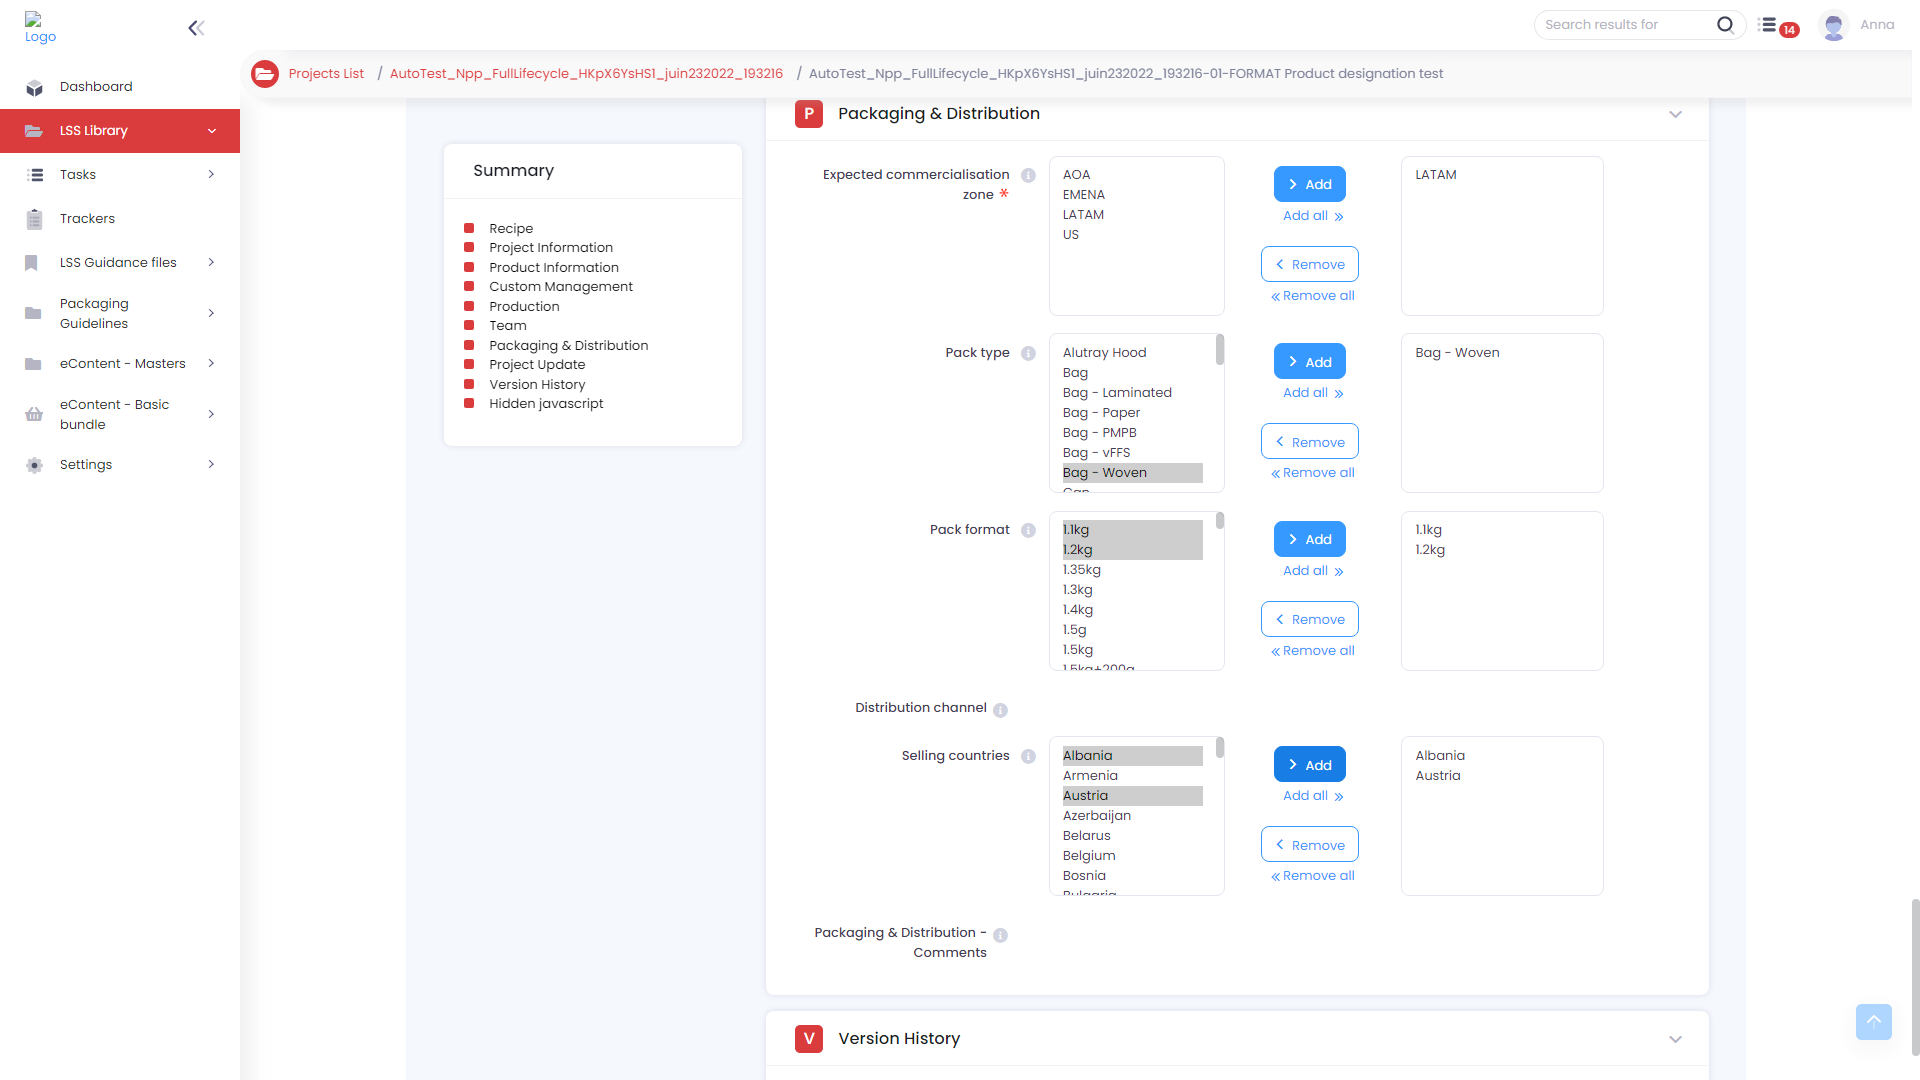 Logo
Search results for
14
Anna
Projects List / AutoTest_Npp_FullLifecycle_HKpX6YsHS1_juin232022_193216 / AutoTest_Npp_FullLifecycle_HKpX6YsHS1_juin232022_193216-01-FORMAT Product designation test
Dashboard
LSS Library
Tasks
Trackers
LSS Guidance files
Packaging
Guidelines
eContent - Masters
eContent - Basic
bundle
Settings
Summary
Recipe
Project Information
Product Information
Custom Management
Production
Team
Packaging & Distribution
Project Update
Version History
Hidden javascript
P Packaging & Distribution
Expected commercialisation
zone *
AOA
EMENA
LATAM
US
Add
Add all
Remove
Remove all
LATAM
Pack type
Alutray Hood
Bag
Bag - Laminated
Bag - Paper
Bag - PMPB
Bag - vFFS
Bag - Woven
Can
Add
Add all
Remove
Remove all
Bag - Woven
Pack format
1.1kg
1.2kg
1.35kg
1.3kg
1.4kg
1.5g
1.5kg
1.5kg+200g
Add
Add all
Remove
Remove all
1.1kg
1.2kg
Distribution channel
Selling countries
Albania
Armenia
Austria
Azerbaijan
Belarus
Belgium
Bosnia
Bulgaria
Add
Add all
Remove
Remove all
Albania
Austria
Packaging & Distribution -
Comments
V Version History